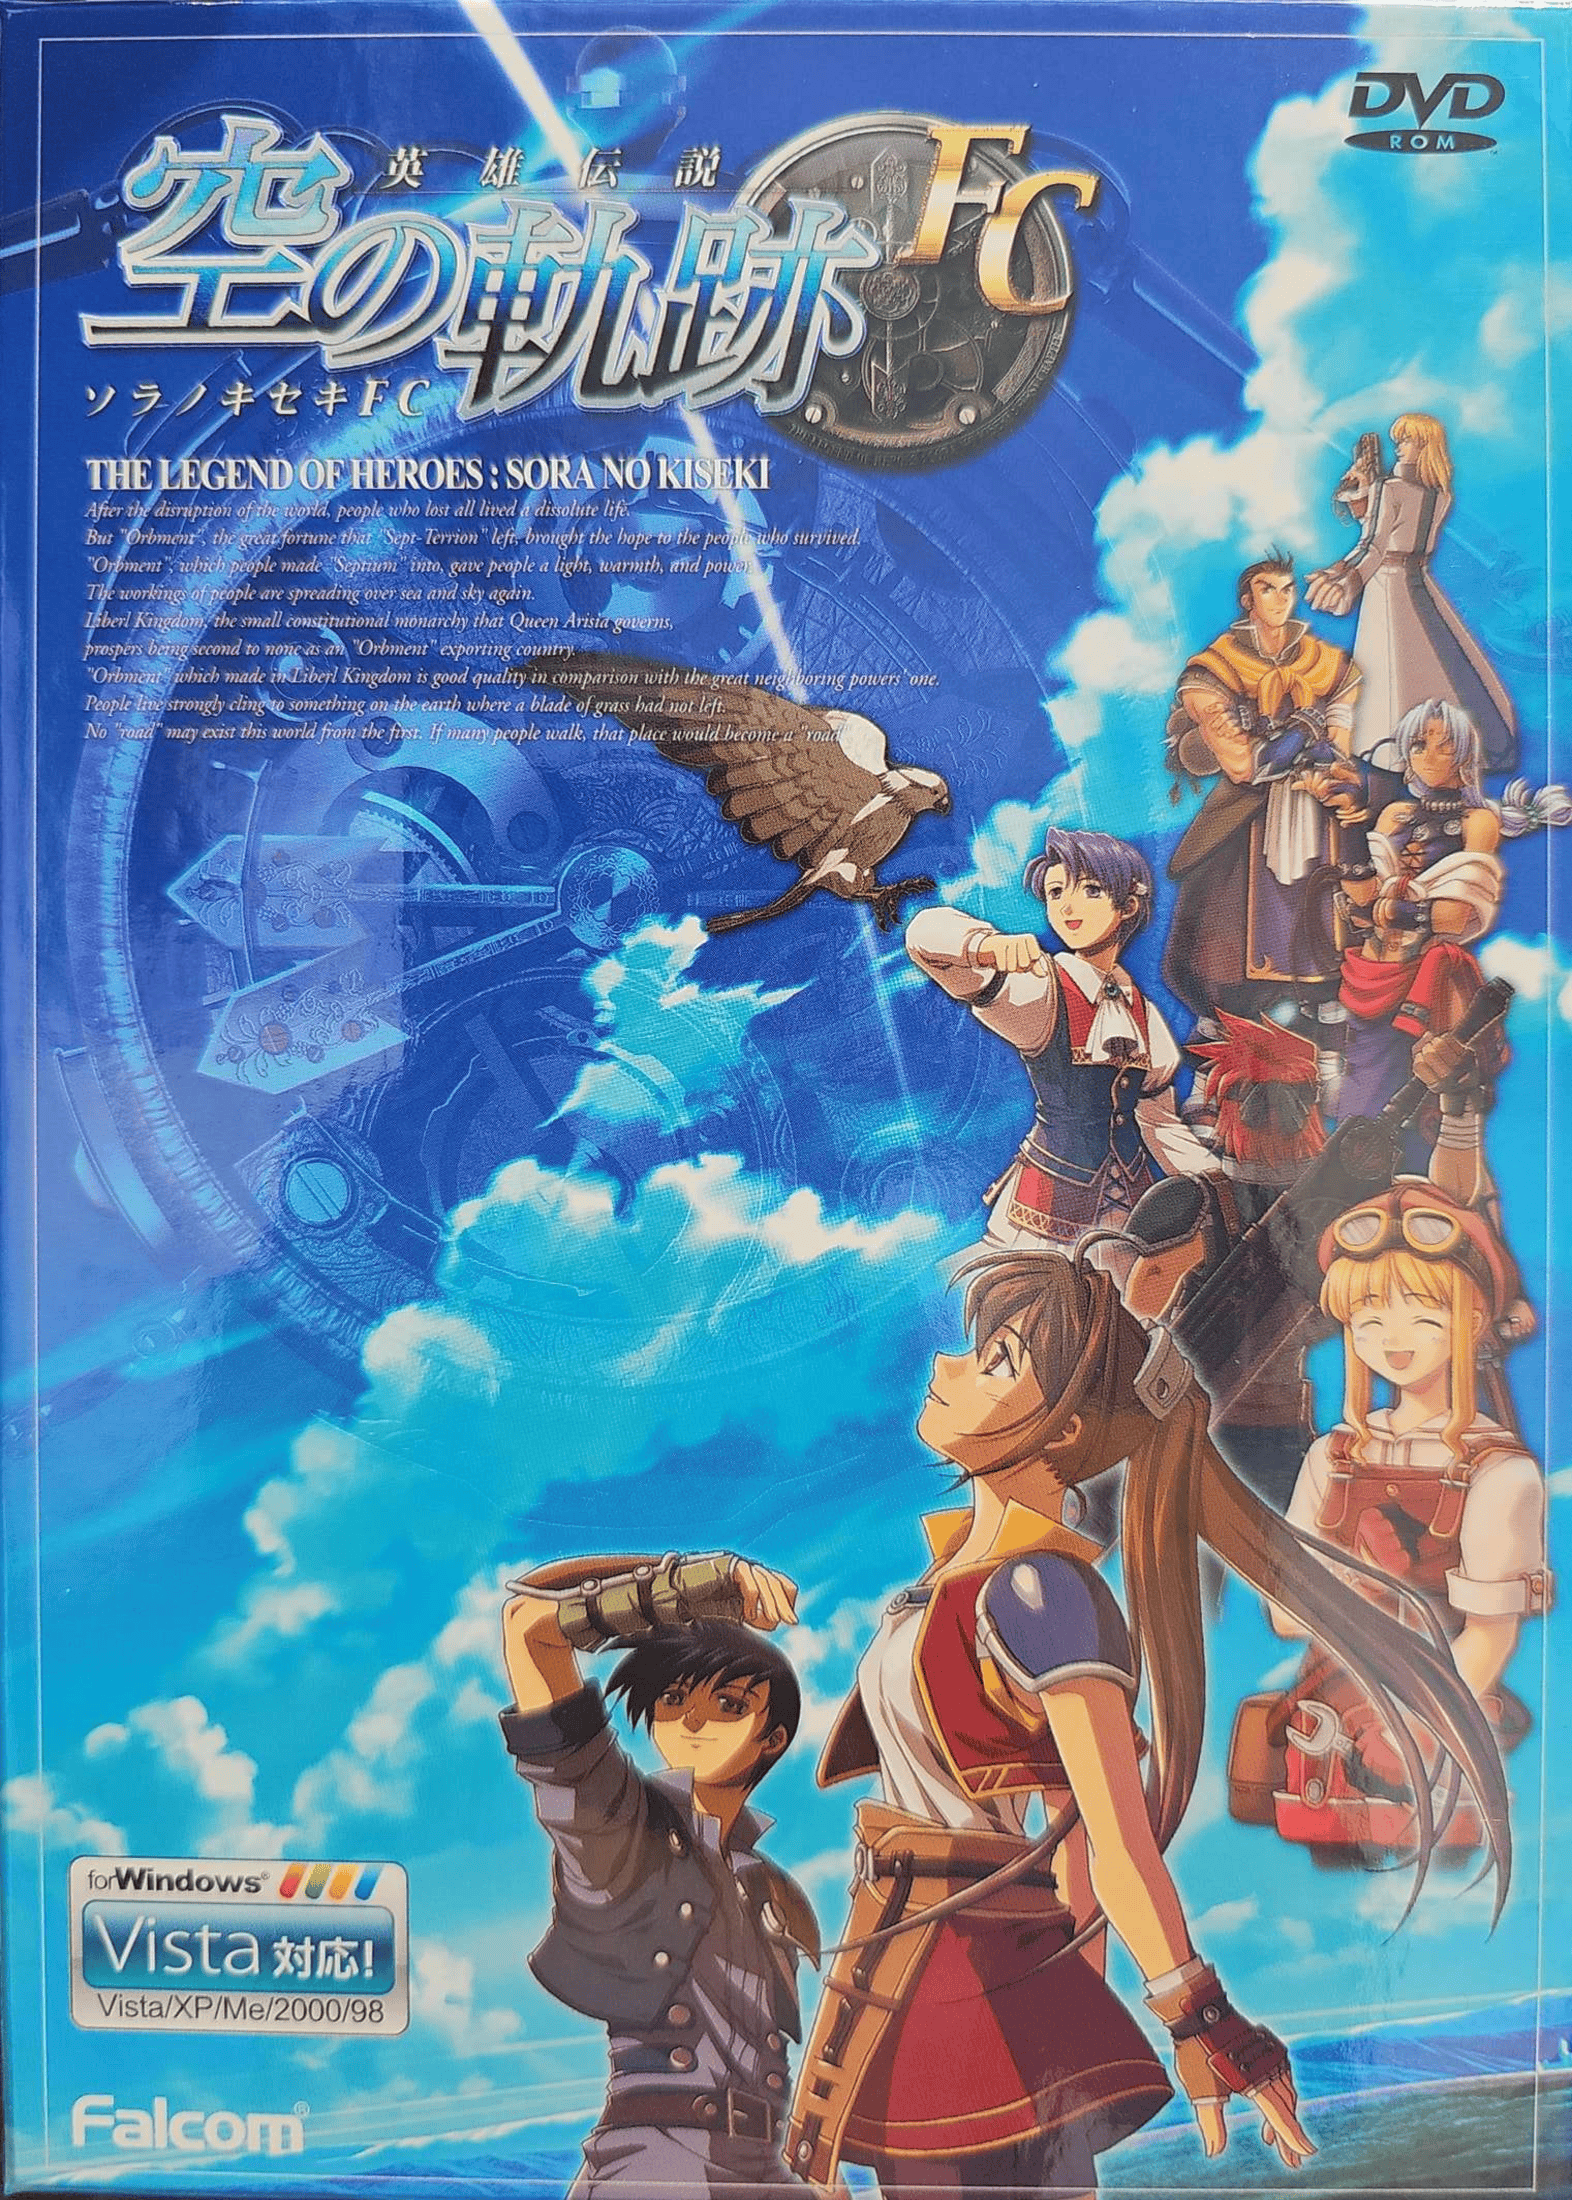 DVD
ROM
英雄伝説
空の軌跡 FC
ソラノキセキFC
THE LEGEND OF HEROES : SORA NO KISEKI
After the disruption of the world, people who lost all lived a dissolute life.
But "Orbment", the great fortune that "Sept-Terrion" left, brought the hope to the people who survived.
"Orbment", which people made "Septium" into, gave people a light, warmth, and power.
The workings of people are spreading over sea and sky again.
Liberl Kingdom, the small constitutional monarchy that Queen Arisia governs,
prospers being second to none as an "Orbment" exporting country.
"Orbment" which made in Liberl Kingdom is good quality in comparison with the great neighboring powers' one.
People live strongly cling to something on the earth where a blade of grass had not left.
No "road" may exist this world from the first. If many people walk, that place would become a "road"
for Windows®
Vista 対応!
Vista/XP/Me/2000/98
Falcom®